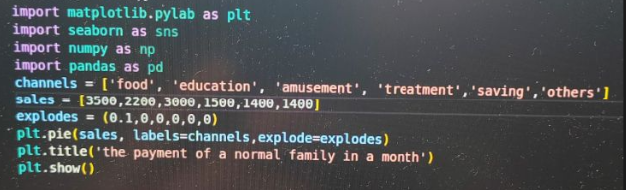 import matplotlib.pylab as plt
import seaborn as sns
import numpy as np
import pandas as pd
channels = ['food', 'education', 'amusement', 'treatment','saving','others']
sales = [3500,2200,3000,1500,1400,1400]
explodes = (0.1,0,0,0,0,0)
plt.pie(sales, labels=channels,explode=explodes)
plt.title('the payment of a normal family in a month')
plt.show()